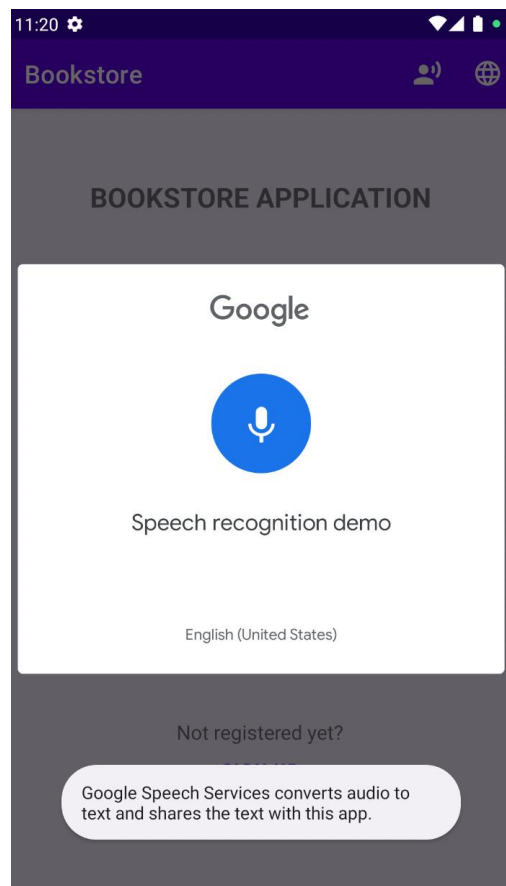 11:20
Bookstore
BOOKSTORE APPLICATION
Google
Speech recognition demo
English (United States)
Not registered yet?
Google Speech Services converts audio to
text and shares the text with this app.